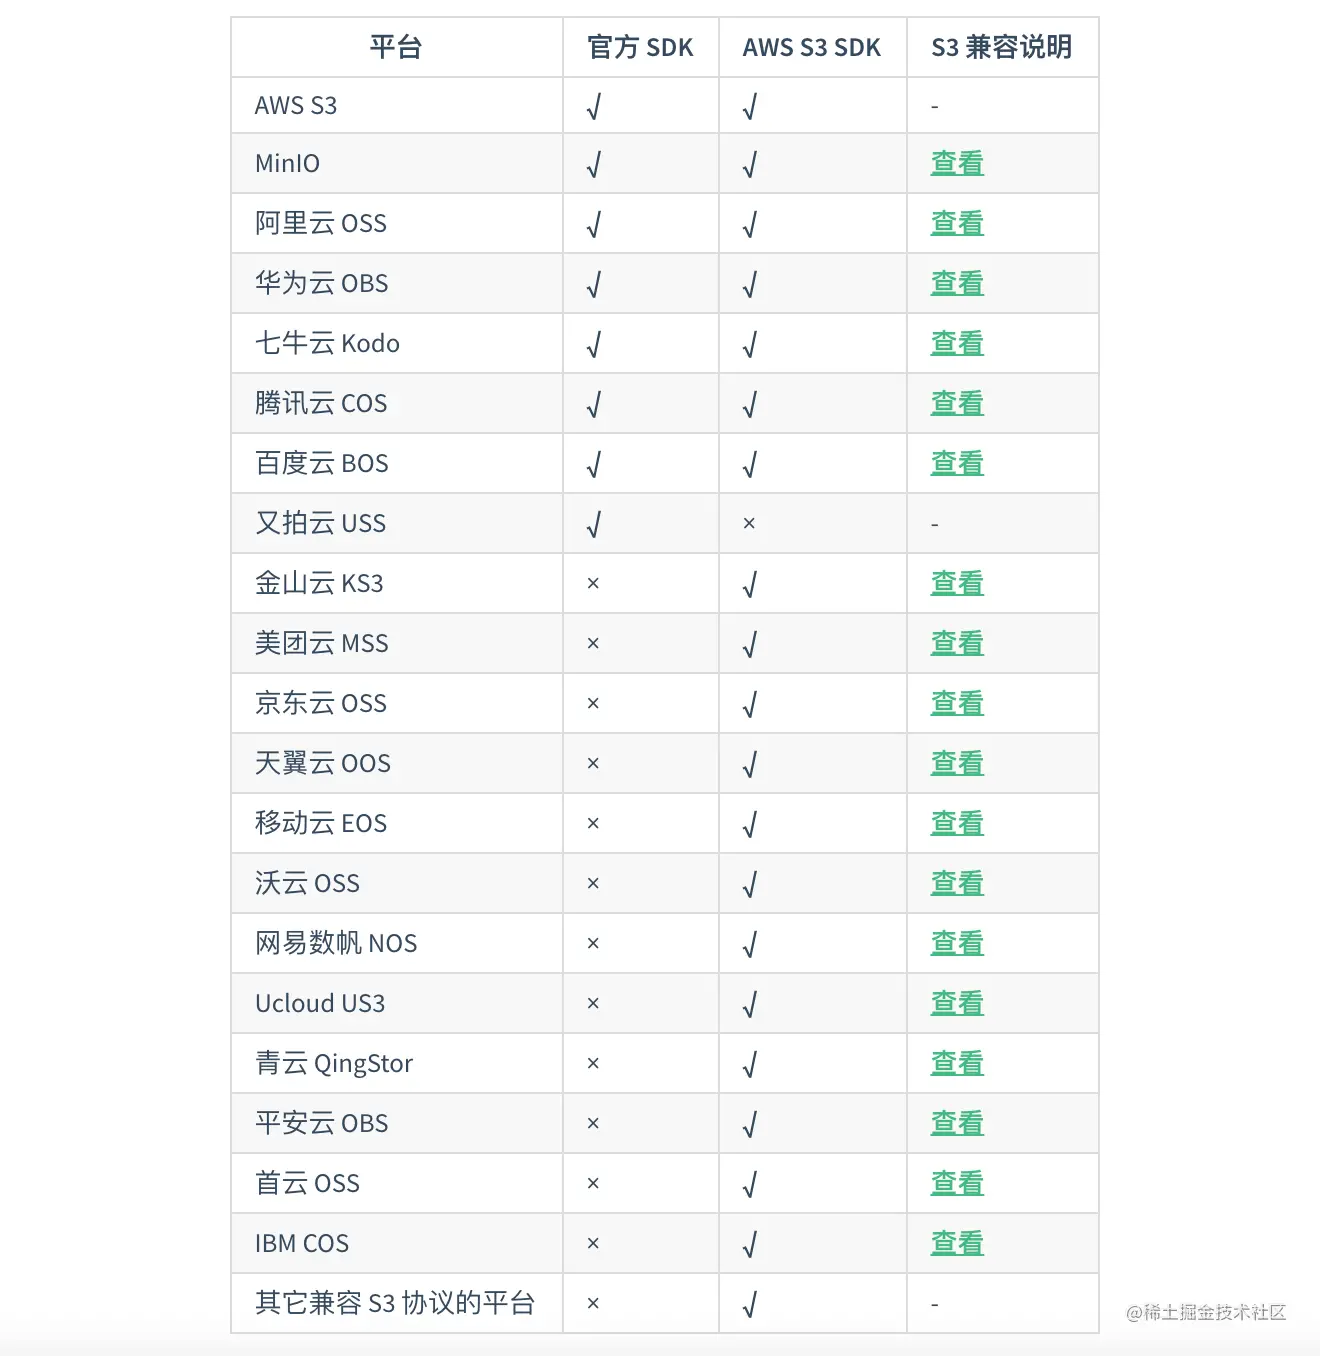 平台 官方 SDK AWS S3 SDK S3 兼容说明
AWS S3 √ √ -
MinIO √ √ 查看
阿里云 OSS √ √ 查看
华为云 OBS √ √ 查看
七牛云 Kodo √ √ 查看
腾讯云 COS √ √ 查看
百度云 BOS √ √ 查看
又拍云 USS √ × -
金山云 KS3 × √ 查看
美团云 MSS × √ 查看
京东云 OSS × √ 查看
天翼云 OOS × √ 查看
移动云 EOS × √ 查看
沃云 OSS × √ 查看
网易数帆 NOS × √ 查看
Ucloud US3 × √ 查看
青云 QingStor × √ 查看
平安云 OBS × √ 查看
首云 OSS × √ 查看
IBM COS × √ 查看
其它兼容 S3 协议的平台 × √ -
@稀土掘金技术社区